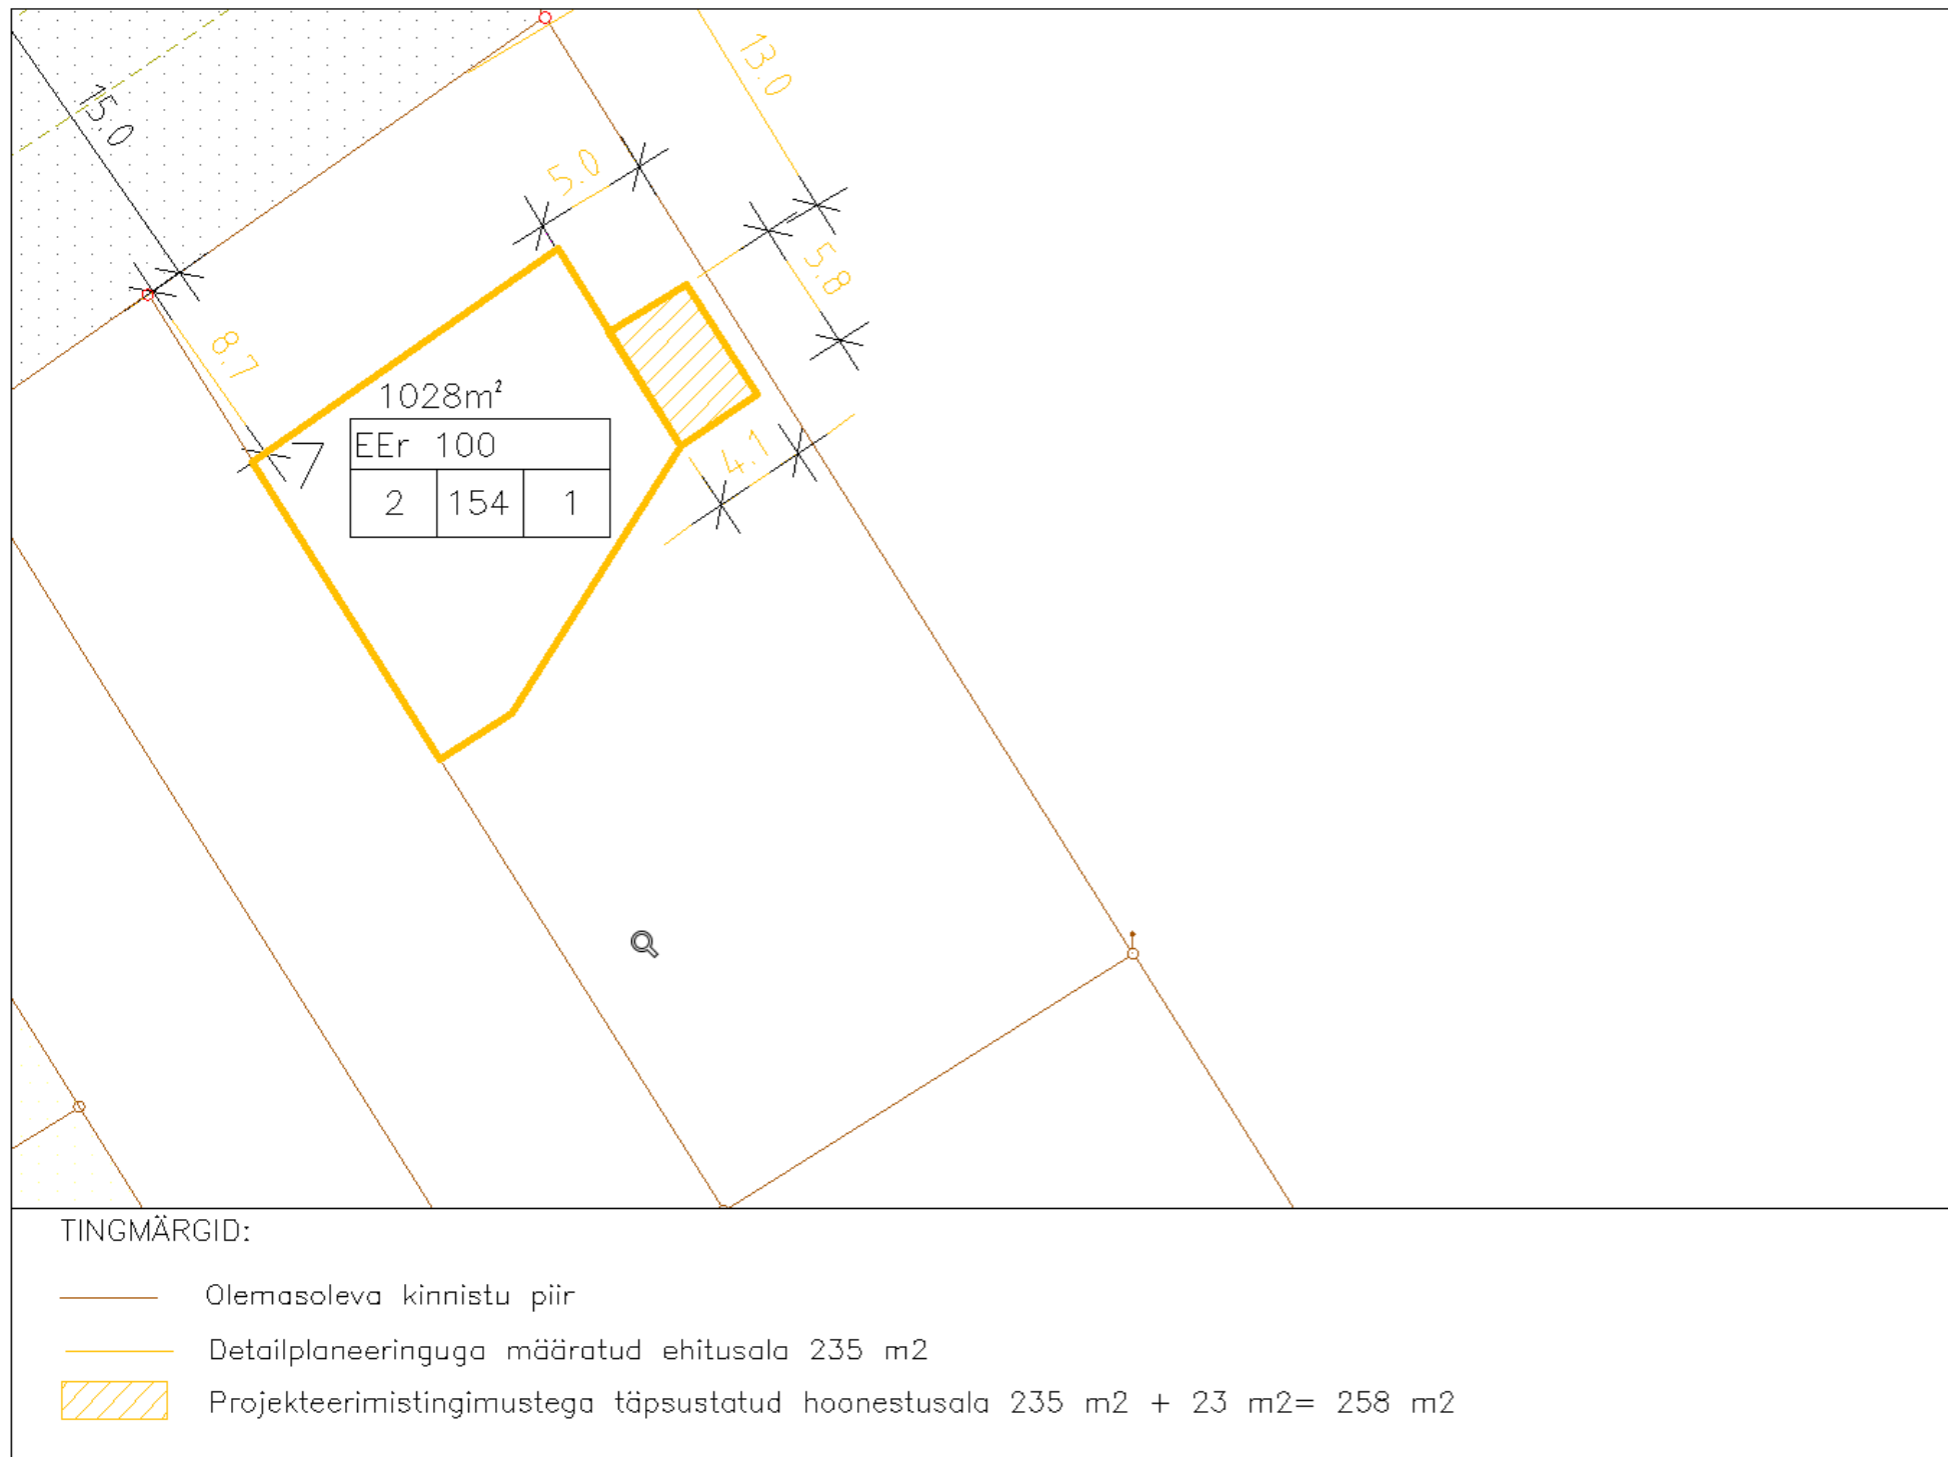 13.0
15.0
5.0
5.8
8.7
1028m²
EEr 100
4.1
2 154 1
TINGMÄRGID:
Olemasoleva kinnistu piir
Detailplaneeringuga määratud ehitusala 235 m2
Projekteerimistingimustega täpsustatud hoonestusala 235 m2 + 23 m2= 258 m2